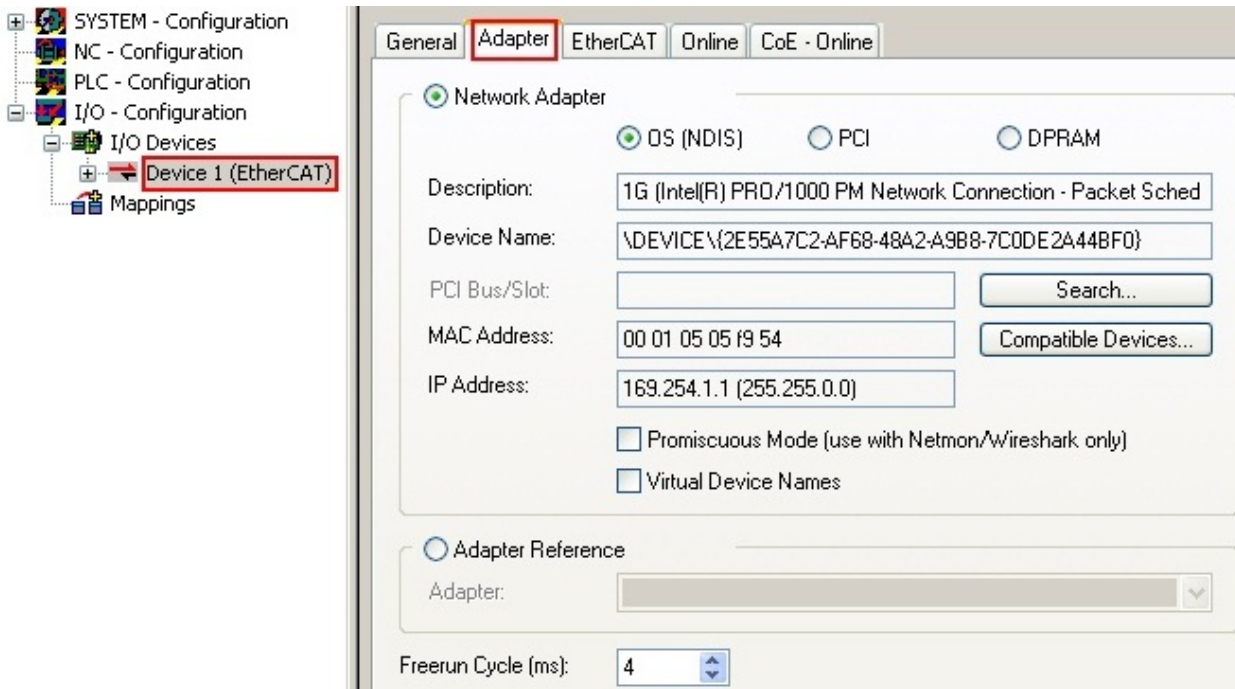 SYSTEM - Configuration
NC - Configuration
PLC - Configuration
I/O - Configuration
I/O Devices
Device 1 (EtherCAT)
Mappings
General Adapter EtherCAT Online CoE - Online
Network Adapter
OS (NDIS) PCI DPRAM
Description: 1G (Intel(R) PRO/1000 PM Network Connection - Packet Sched
Device Name: \DEVICE\{2E55A7C2-AF68-48A2-A9B8-7C0DE2A44BF0}
PCI Bus/Slot: Search...
MAC Address: 00 01 05 05 f9 54 Compatible Devices...
IP Address: 169.254.1.1 (255.255.0.0)
Promiscuous Mode (use with Netmon/Wireshark only)
Virtual Device Names
Adapter Reference
Adapter:
Freerun Cycle (ms): 4